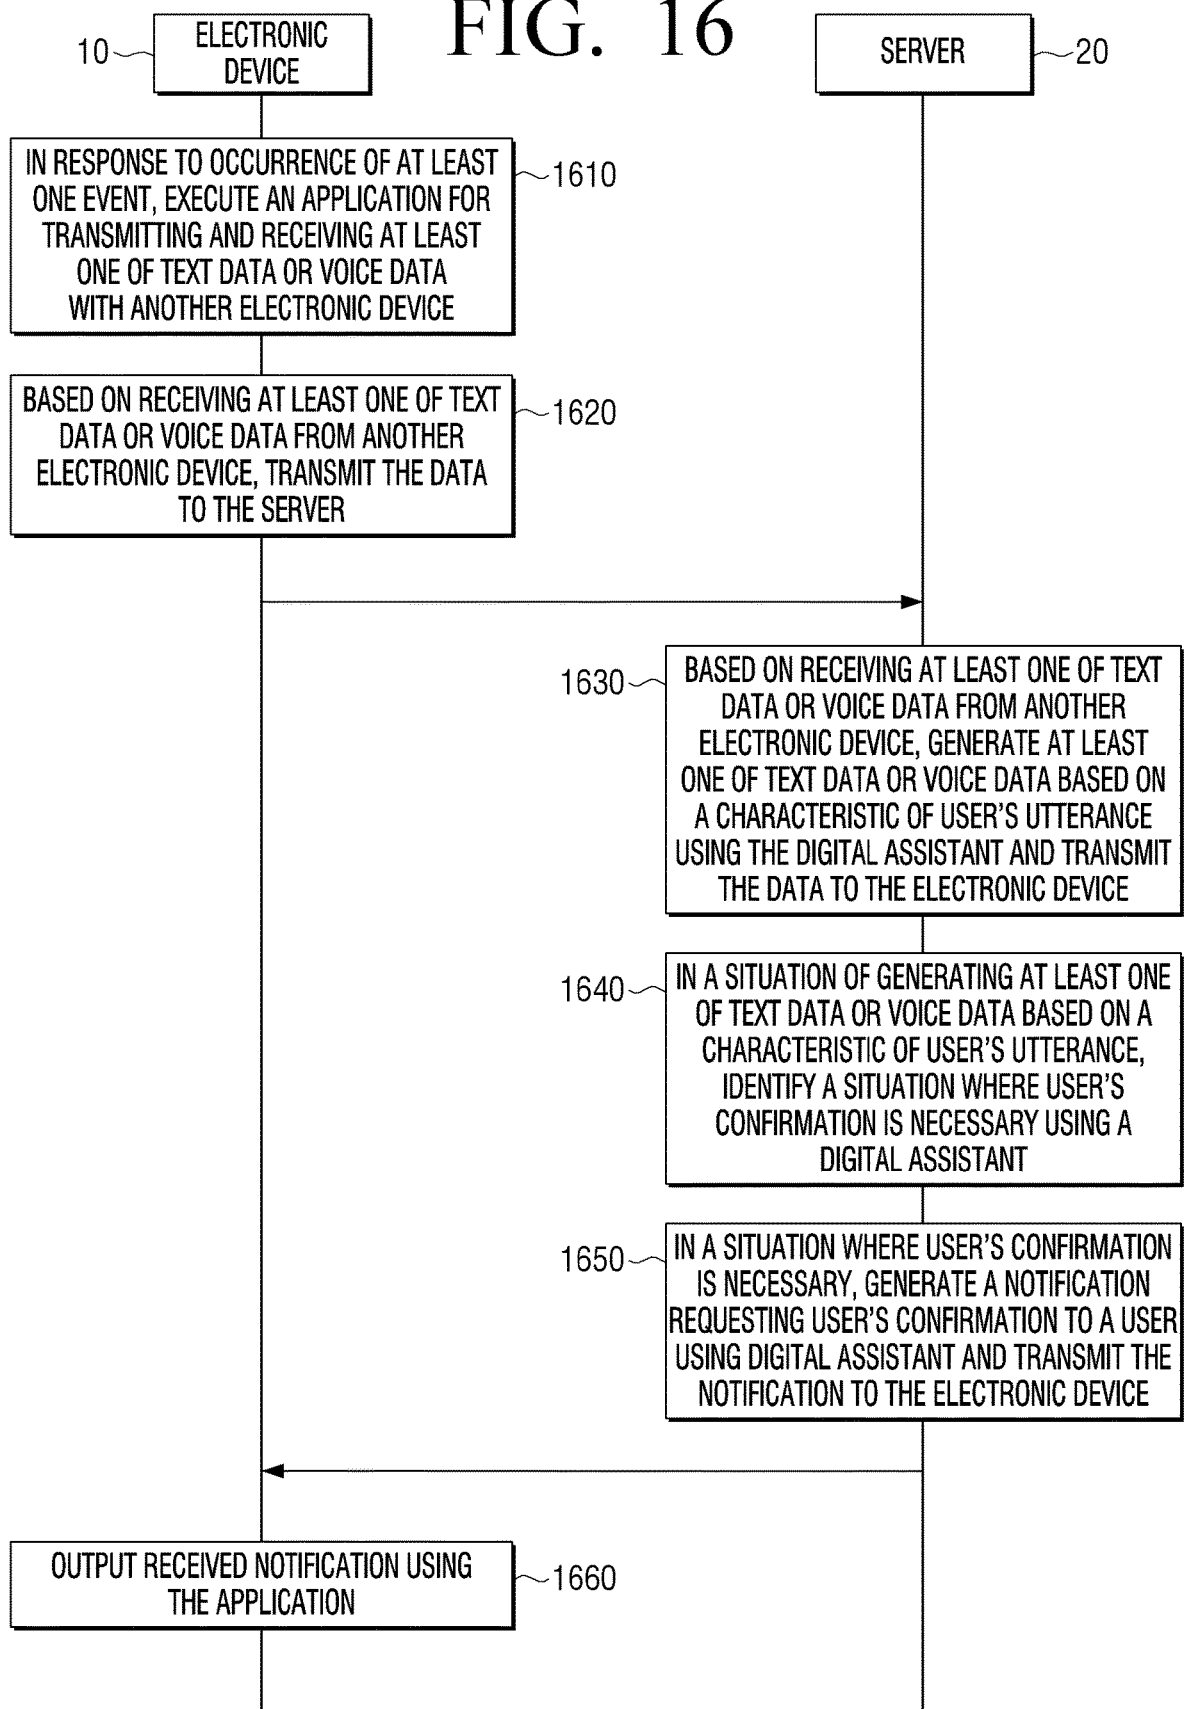 FIG. 16
10
ELECTRONIC
DEVICE
SERVER
20
IN RESPONSE TO OCCURRENCE OF AT LEAST
ONE EVENT, EXECUTE AN APPLICATION FOR
TRANSMITTING AND RECEIVING AT LEAST
ONE OF TEXT DATA OR VOICE DATA
WITH ANOTHER ELECTRONIC DEVICE
1610
BASED ON RECEIVING AT LEAST ONE OF TEXT
DATA OR VOICE DATA FROM ANOTHER
ELECTRONIC DEVICE, TRANSMIT THE DATA
TO THE SERVER
1620
1630
BASED ON RECEIVING AT LEAST ONE OF TEXT
DATA OR VOICE DATA FROM ANOTHER
ELECTRONIC DEVICE, GENERATE AT LEAST
ONE OF TEXT DATA OR VOICE DATA BASED ON
A CHARACTERISTIC OF USER'S UTTERANCE
USING THE DIGITAL ASSISTANT AND TRANSMIT
THE DATA TO THE ELECTRONIC DEVICE
1640
IN A SITUATION OF GENERATING AT LEAST ONE
OF TEXT DATA OR VOICE DATA BASED ON A
CHARACTERISTIC OF USER'S UTTERANCE,
IDENTIFY A SITUATION WHERE USER'S
CONFIRMATION IS NECESSARY USING A
DIGITAL ASSISTANT
1650
IN A SITUATION WHERE USER'S CONFIRMATION
IS NECESSARY, GENERATE A NOTIFICATION
REQUESTING USER'S CONFIRMATION TO A USER
USING DIGITAL ASSISTANT AND TRANSMIT THE
NOTIFICATION TO THE ELECTRONIC DEVICE
OUTPUT RECEIVED NOTIFICATION USING
THE APPLICATION
1660